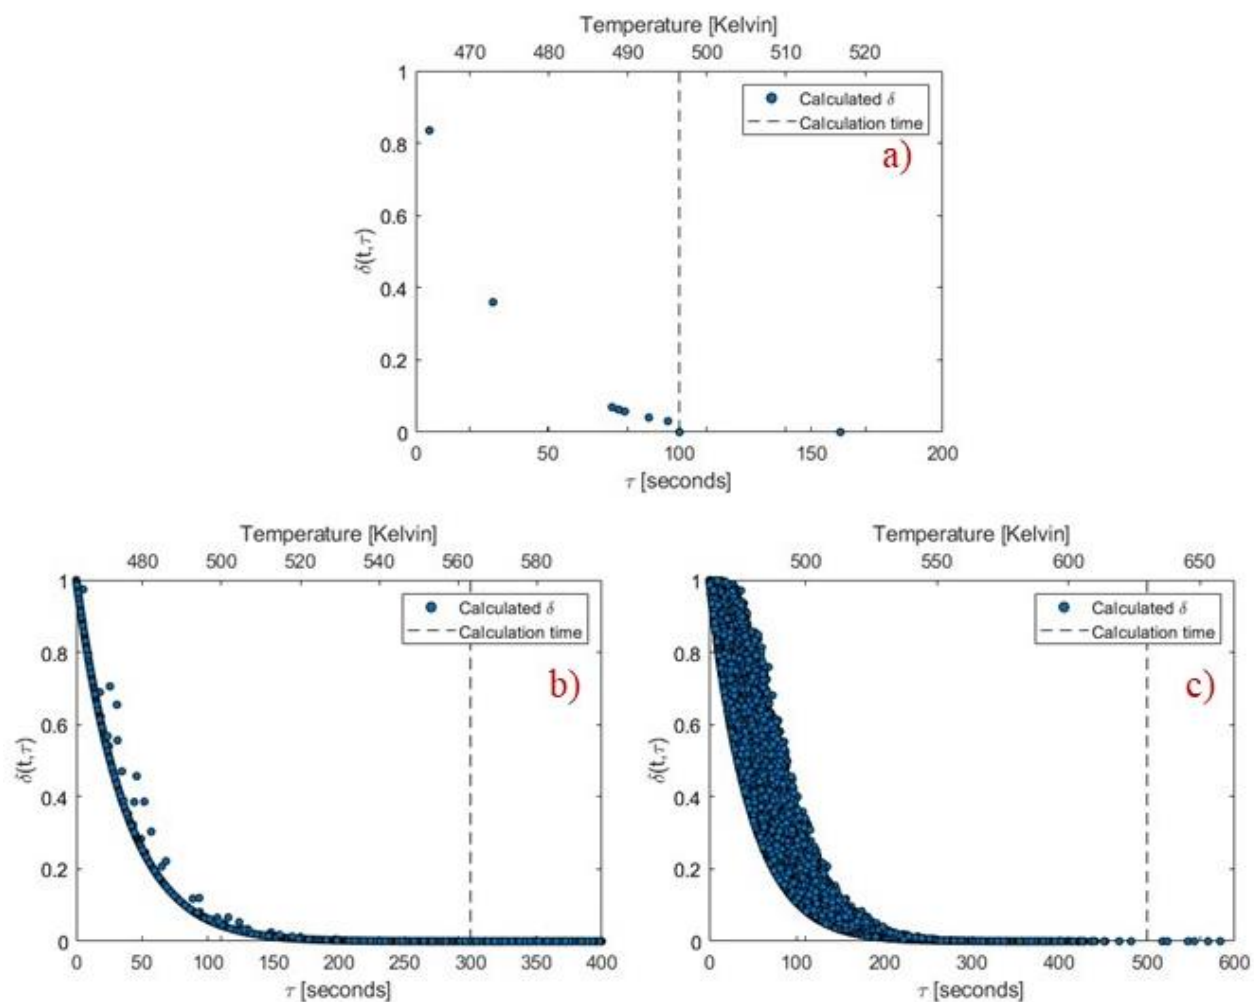 Temperature [Kelvin]
470 480 490 500 510 520
1
0.8
0.6
0.4
0.2
0
δ(t,τ)
Calculated δ
Calculation time
a)
0 50 100 150 200
τ [seconds]
Temperature [Kelvin]
480 500 520 540 560 580
1
0.8
0.6
0.4
0.2
0
δ(t,τ)
Calculated δ
Calculation time
b)
0 50 100 150 200 250 300 350 400
τ [seconds]
Temperature [Kelvin]
500 550 600 650
1
0.8
0.6
0.4
0.2
0
δ(t,τ)
Calculated δ
Calculation time
c)
0 100 200 300 400 500 600
τ [seconds]